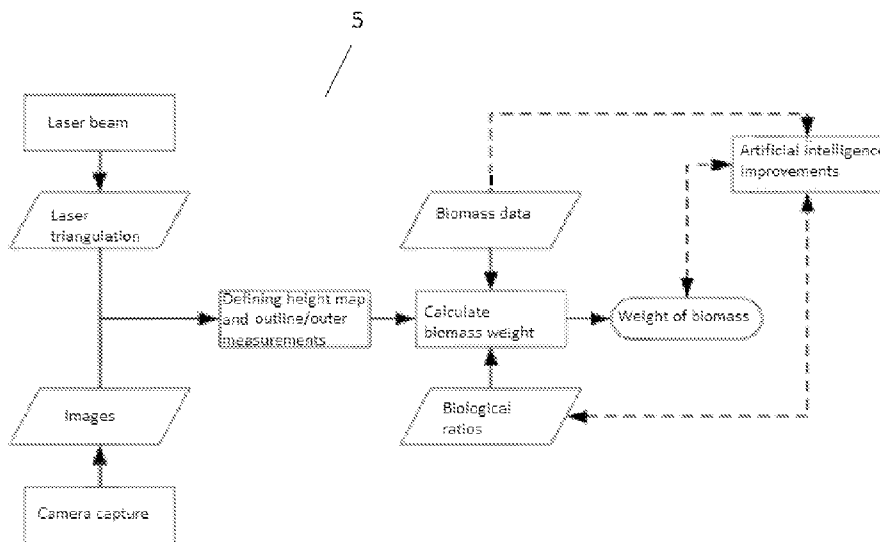 5
Laser beam
Laser
triangulation
Images
Camera capture
Defining height map
and outline/outer
measurements
Biomass data
Calculate
biomass weight
Biological
ratios
Weight of biomass
Artificial intelligence
improvements